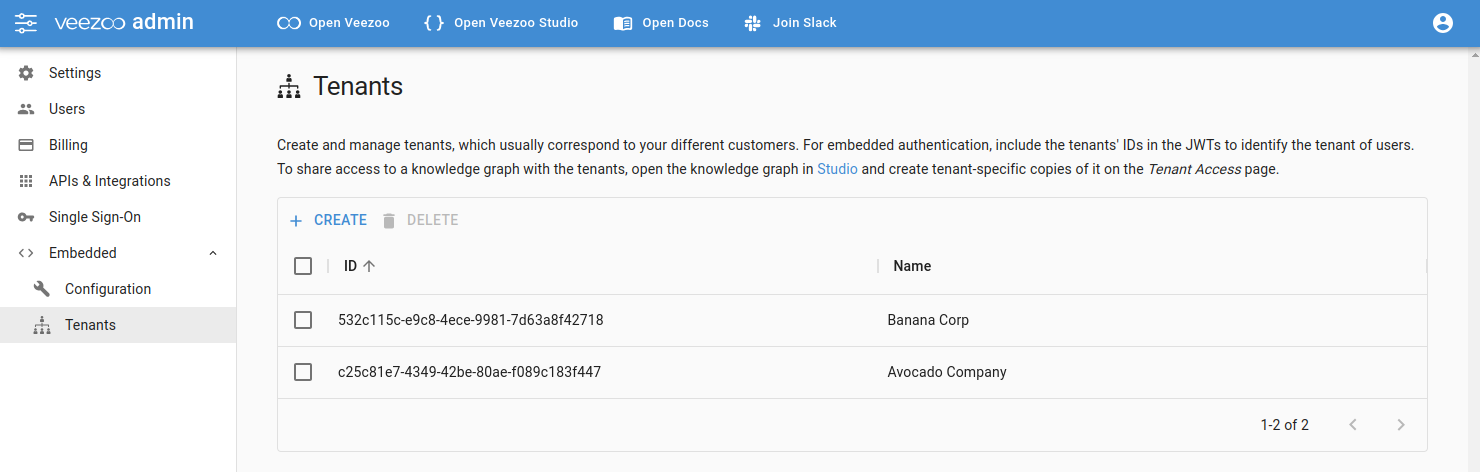 veezoo admin
Open Veezoo
Open Veezoo Studio
Open Docs
Join Slack
Settings
Users
Billing
APIs & Integrations
Single Sign-On
Embedded
Configuration
Tenants
Tenants
Create and manage tenants, which usually correspond to your different customers. For embedded authentication, include the tenants' IDs in the JWTs to identify the tenant of users.
To share access to a knowledge graph with the tenants, open the knowledge graph in Studio and create tenant-specific copies of it on the Tenant Access page.
CREATE DELETE
ID Name
532c115c-e9c8-4ece-9981-7d63a8f42718 Banana Corp
c25c81e7-4349-42be-80ae-f089c183f447 Avocado Company
1-2 of 2